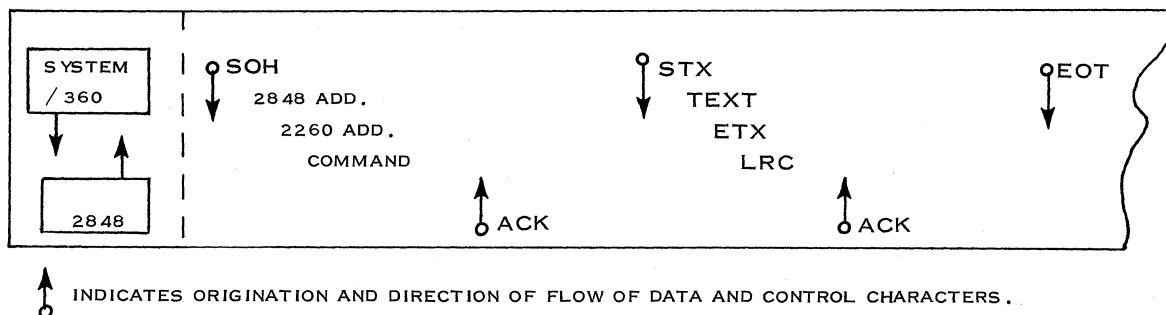 SYSTEM
/ 360
2848
SOH
2848 ADD.
2260 ADD.
COMMAND
ACK
STX
TEXT
ETX
LRC
ACK
EOT
INDICATES ORIGINATION AND DIRECTION OF FLOW OF DATA AND CONTROL CHARACTERS.